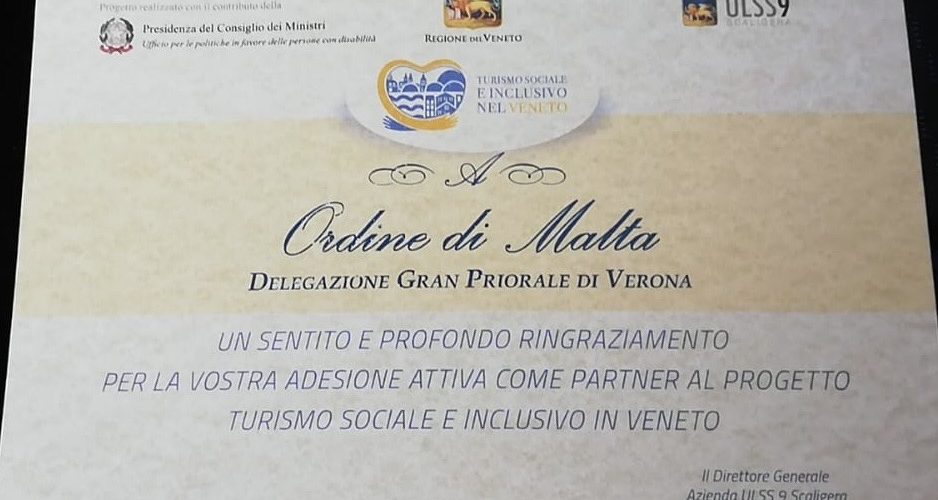 Progetto realizzato con il contributo della
Presidenza del Consiglio dei Ministri
Ufficio per le politiche in favore delle persone con disabilità
REGIONE DEL VENETO
ULSS9
SCALIGERA
TURISMO SOCIALE
E INCLUSIVO
NEL VENETO
A
Ordine di Malta
DELEGAZIONE GRAN PRIORALE DI VERONA
UN SENTITO E PROFONDO RINGRAZIAMENTO
PER LA VOSTRA ADESIONE ATTIVA COME PARTNER AL PROGETTO
TURISMO SOCIALE E INCLUSIVO IN VENETO
Il Direttore Generale
Azienda ULSS 9 Scaligera